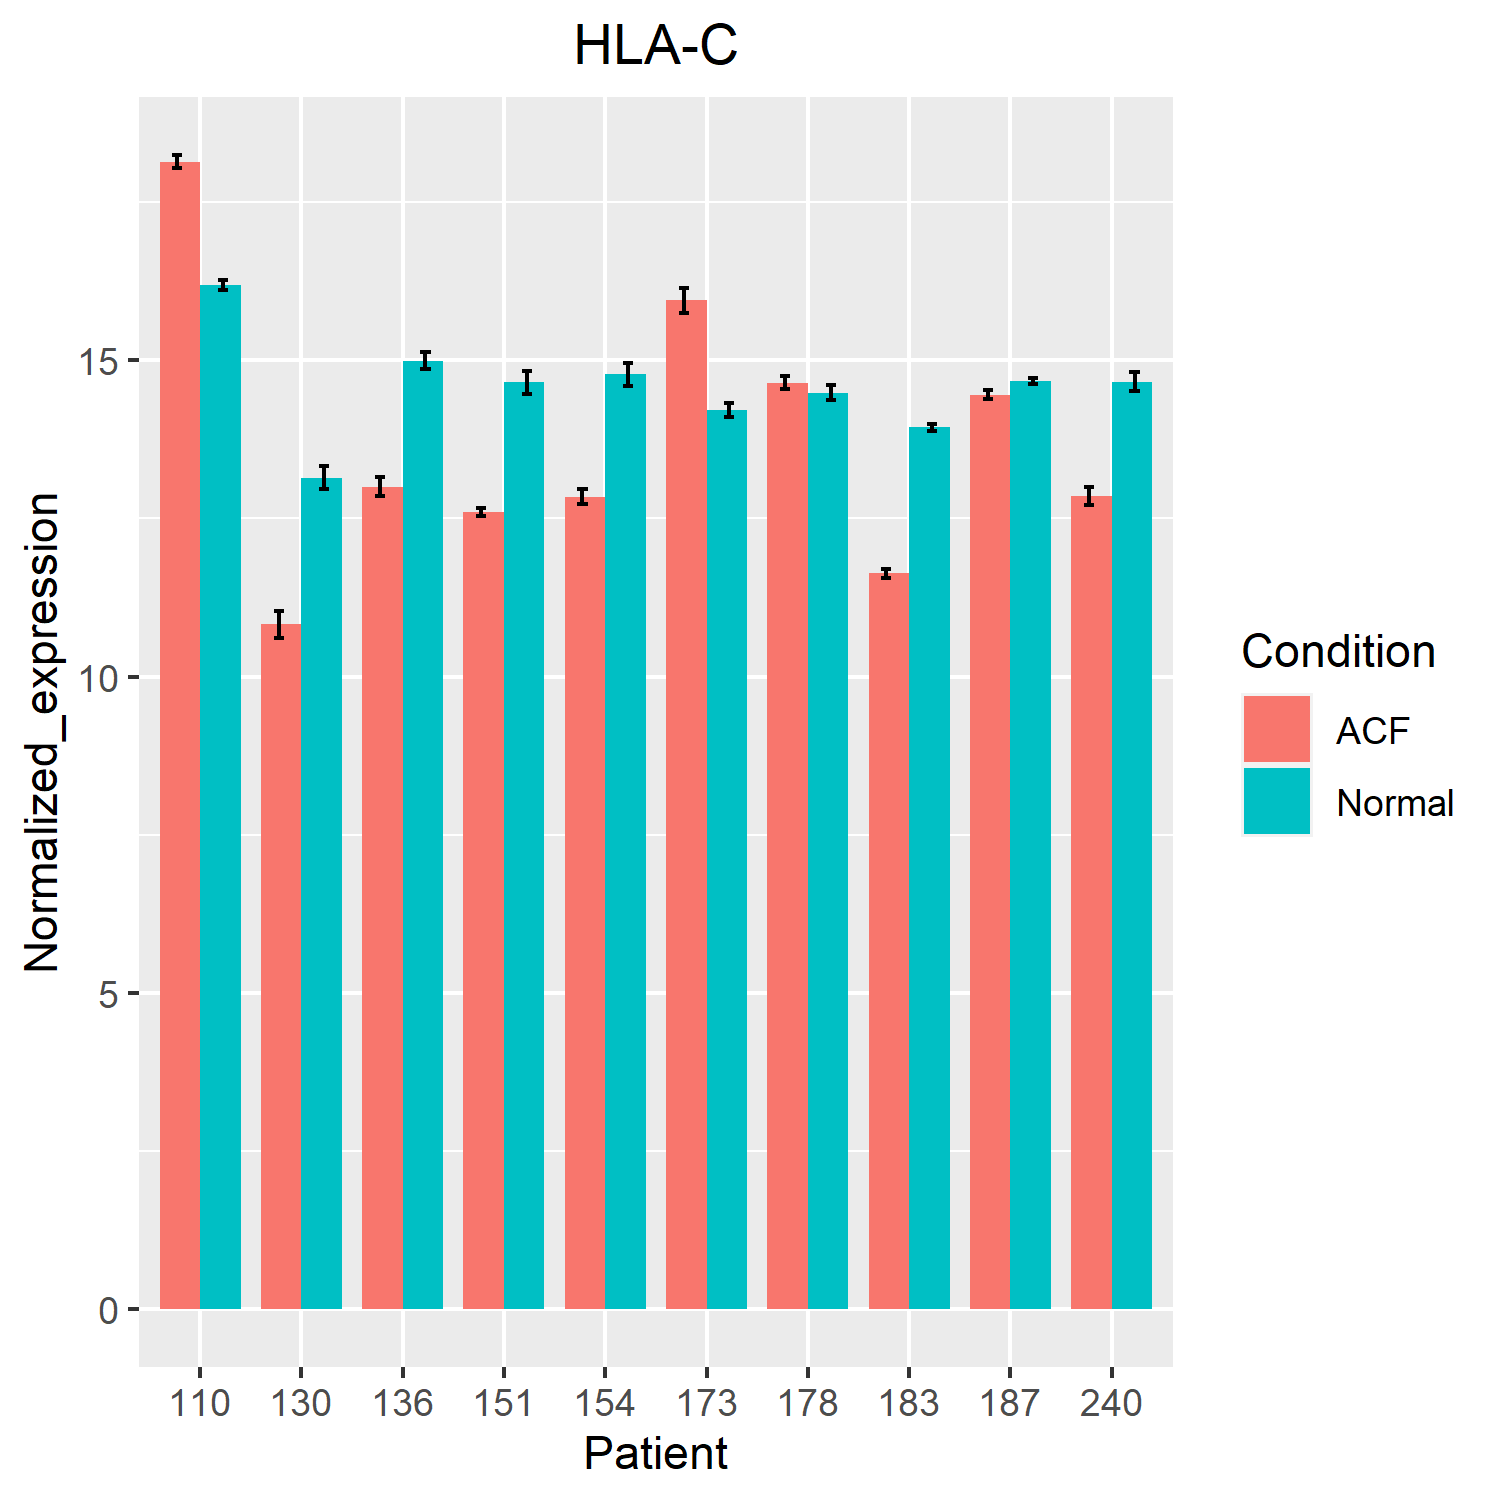 HLA-C
Normalized_expression
15
10
5
0
110 130 136 151 154 173 178 183 187 240
Patient
Condition
ACF
Normal